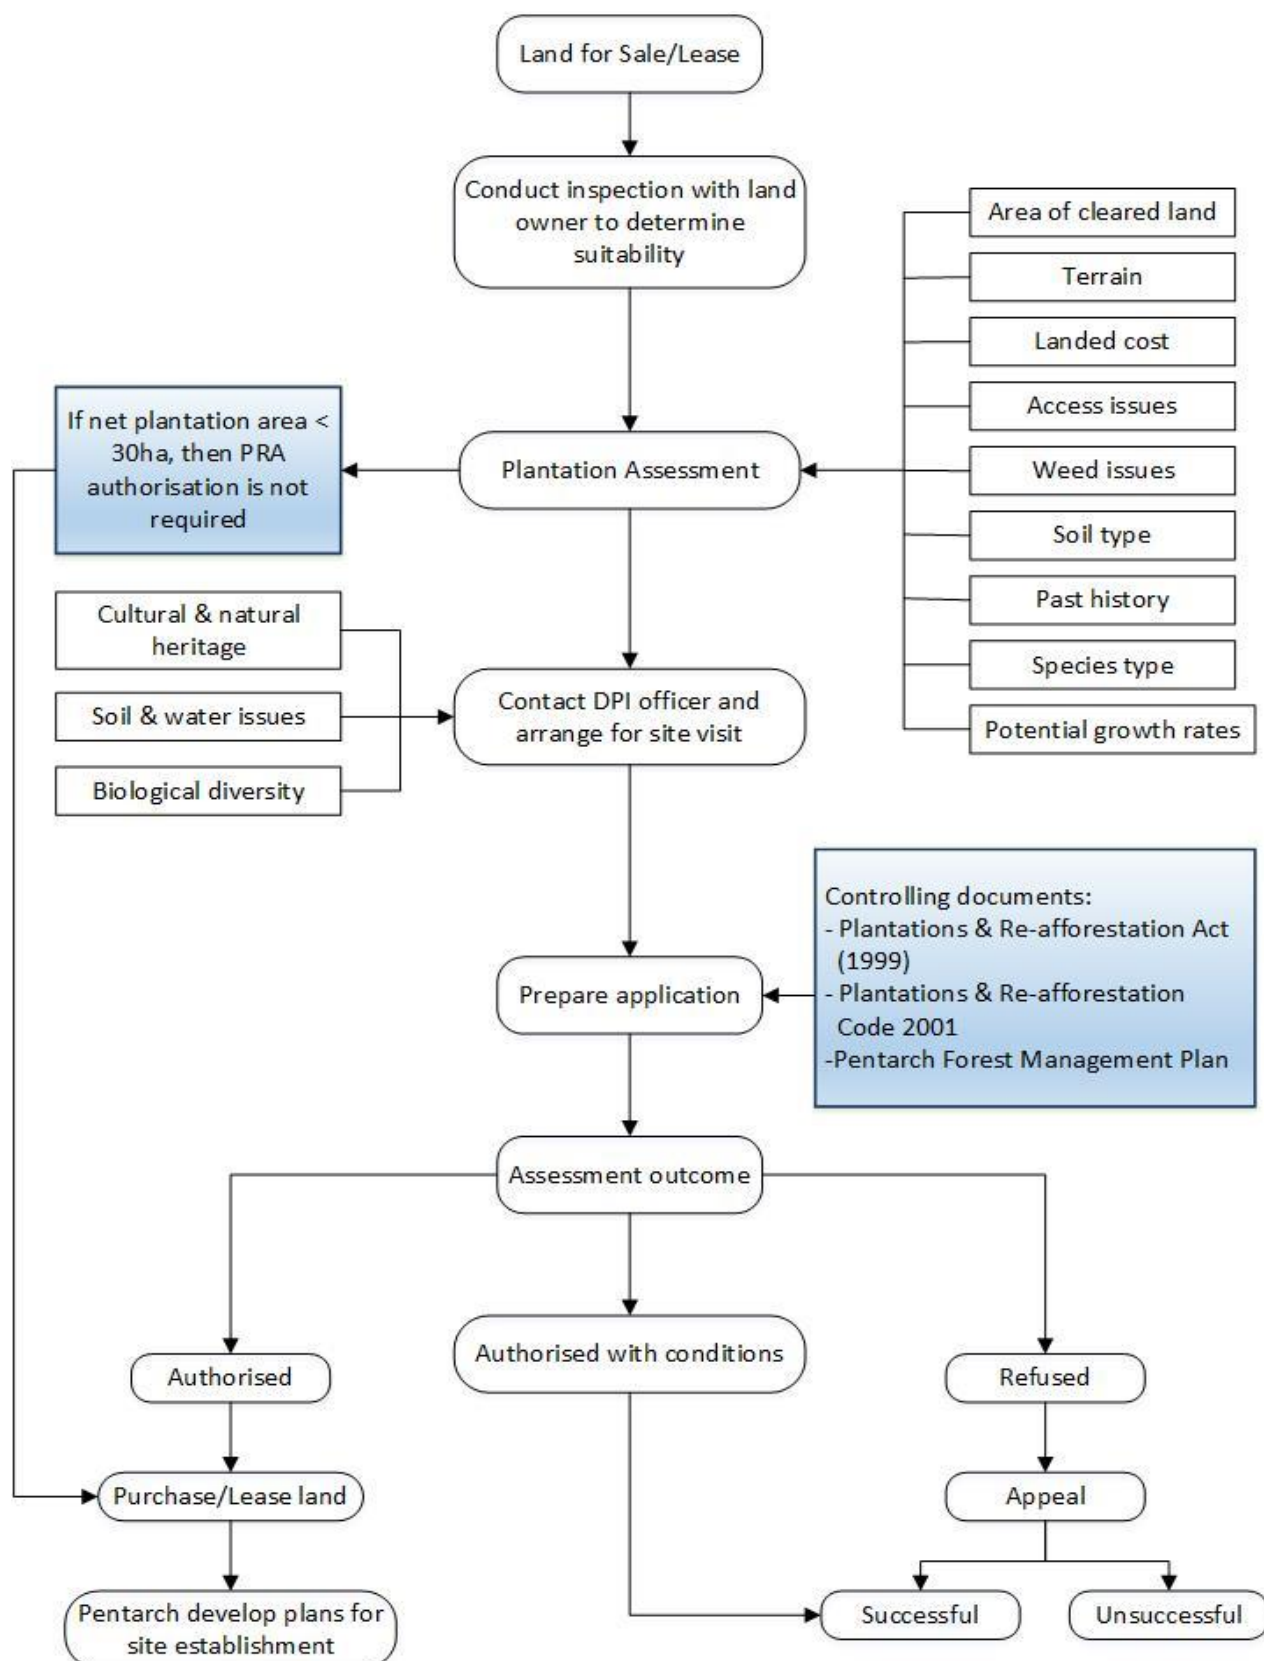 Land for Sale/Lease
Conduct inspection with land
owner to determine
suitability
Area of cleared land
Terrain
Landed cost
Access issues
Weed issues
Soil type
Past history
Species type
Potential growth rates
If net plantation area <
30ha, then PRA
authorisation is not
required
Plantation Assessment
Cultural & natural
heritage
Soil & water issues
Biological diversity
Contact DPI officer and
arrange for site visit
Controlling documents:
- Plantations & Re-afforestation Act
(1999)
- Plantations & Re-afforestation
Code 2001
-Pentarch Forest Management Plan
Prepare application
Assessment outcome
Authorised
Authorised with conditions
Refused
Purchase/Lease land
Appeal
Pentarch develop plans for
site establishment
Successful
Unsuccessful